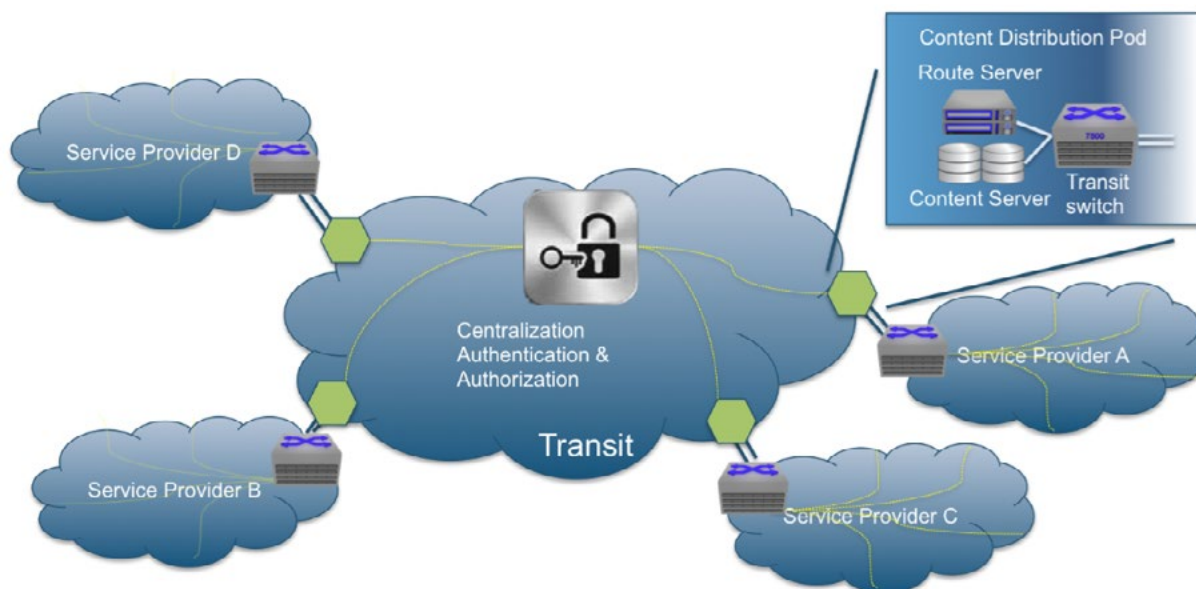 Content Distribution Pod
Route Server
7500
Content Server
Transit
switch
Service Provider D
Centralization
Authentication &
Authorization
Service Provider A
Transit
Service Provider B
Service Provider C